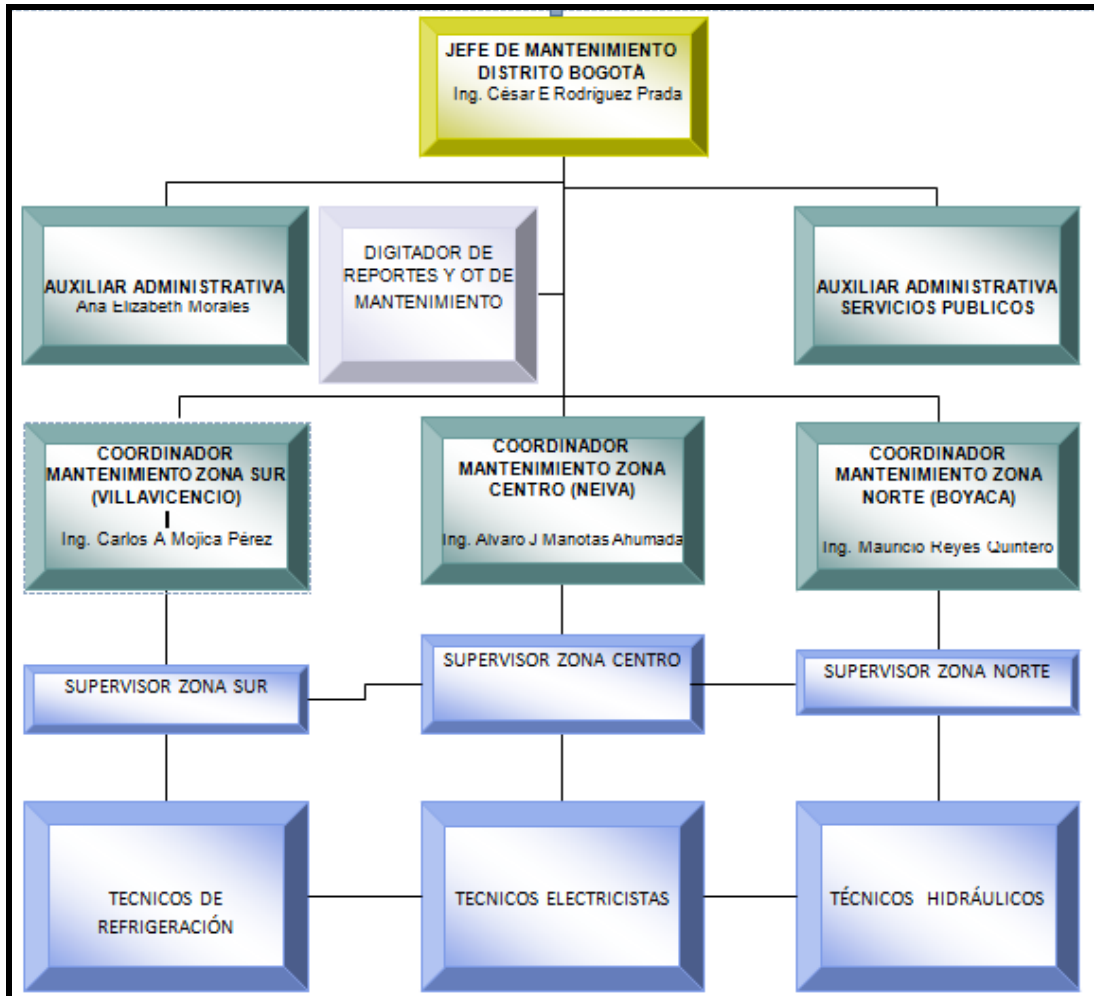 JEFE DE MANTENIMIENTO
DISTRITO BOGOTÀ
Ing. César E Rodríguez Prada
AUXILIAR ADMINISTRATIVA
Ana Elizabeth Morales
DIGITADOR DE
REPORTES Y OT DE
MANTENIMIENTO
AUXILIAR ADMINISTRATIVA
SERVICIOS PUBLICOS
COORDINADOR
MANTENIMIENTO ZONA SUR
(VILLAVICENCIO)
Ing. Carlos A Mojica Pérez
COORDINADOR
MANTENIMIENTO ZONA
CENTRO (NEIVA)
Ing. Alvaro J Manotas Ahumada
COORDINADOR
MANTENIMIENTO ZONA
NORTE (BOYACA)
Ing. Mauricio Reyes Quintero
SUPERVISOR ZONA SUR
SUPERVISOR ZONA CENTRO
SUPERVISOR ZONA NORTE
TECNICOS DE
REFRIGERACIÓN
TECNICOS ELECTRICISTAS
TÉCNICOS HIDRÁULICOS